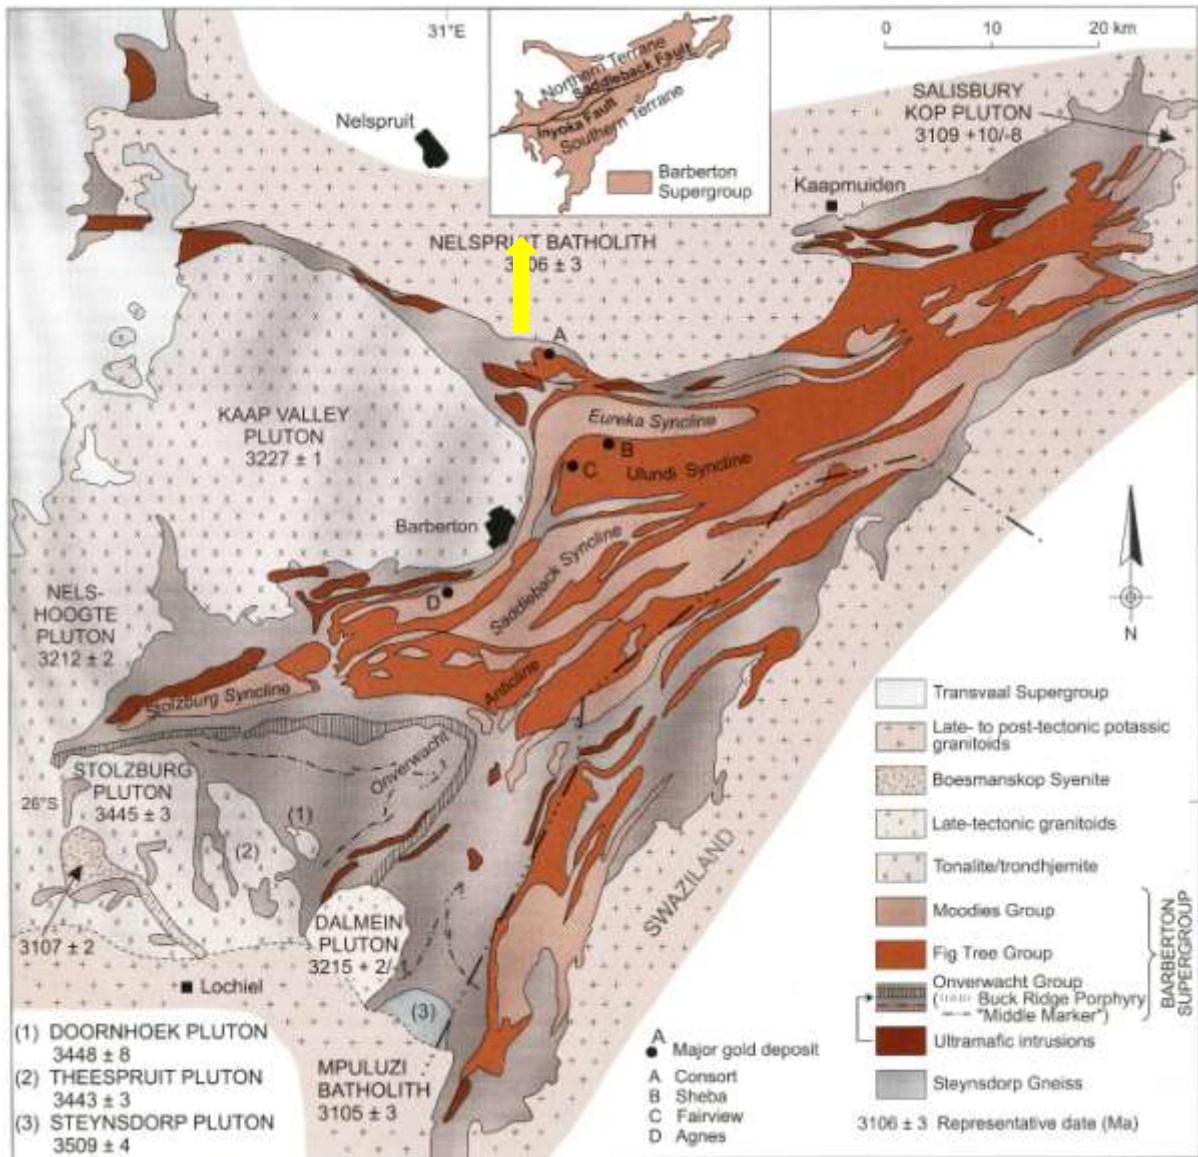 31°E
0
10
20 km
Northern Terrane
Saddleback Fault
Inyoka Fault
Southern Terrane
Barberton
Supergroup
Nelspruit
SALISBURY
KOP PLUTON
3109 +10/-8
Kaapmuiden
NELSPRUIT BATHOLITH
06 ± 3
A
KAAP VALLEY
PLUTON
3227 ± 1
Eureka Syncline
B
C
Ulundi Syncline
Barberton
D
Saddleback Syncline
NELS-
HOOGTE
PLUTON
3212 ± 2
Stolzburg Syncline
Anticline
Onverwacht
STOLZBURG
PLUTON
3445 ± 3
26°S
(1)
(2)
3107 ± 2
DALMEIN
PLUTON
3215 + 2/-1
Lochiel
(3)
SWAZILAND
N
MPULUZI
BATHOLITH
3105 ± 3
(1) DOORNHOEK PLUTON
3448 ± 8
(2) THEESPRUIT PLUTON
3443 ± 3
(3) STEYNSDORP PLUTON
3509 ± 4
A
Major gold deposit
A Consort
B Sheba
C Fairview
D Agnes
Transvaal Supergroup
Late- to post-tectonic potassic
granitoids
Boesmanskop Syenite
Late-tectonic granitoids
Tonalite/trondhjemite
Moodies Group
Fig Tree Group
Onverwacht Group
( Buck Ridge Porphyry
"Middle Marker")
BARBERTON
SUPERGROUP
Ultramafic intrusions
Steynsdorp Gneiss
3106 ± 3 Representative date (Ma)